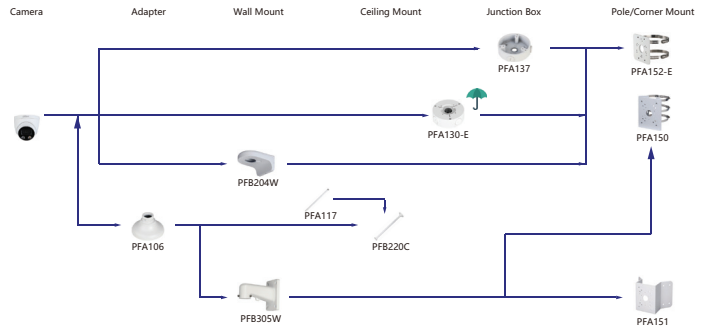 Camera Adapter Wall Mount Ceiling Mount Junction Box Pole/Corner Mount
PFA137
PFA152-E
PFA130-E
PFA150
PFB204W
PFA117
PFA106
PFB220C
PFB305W
PFA151